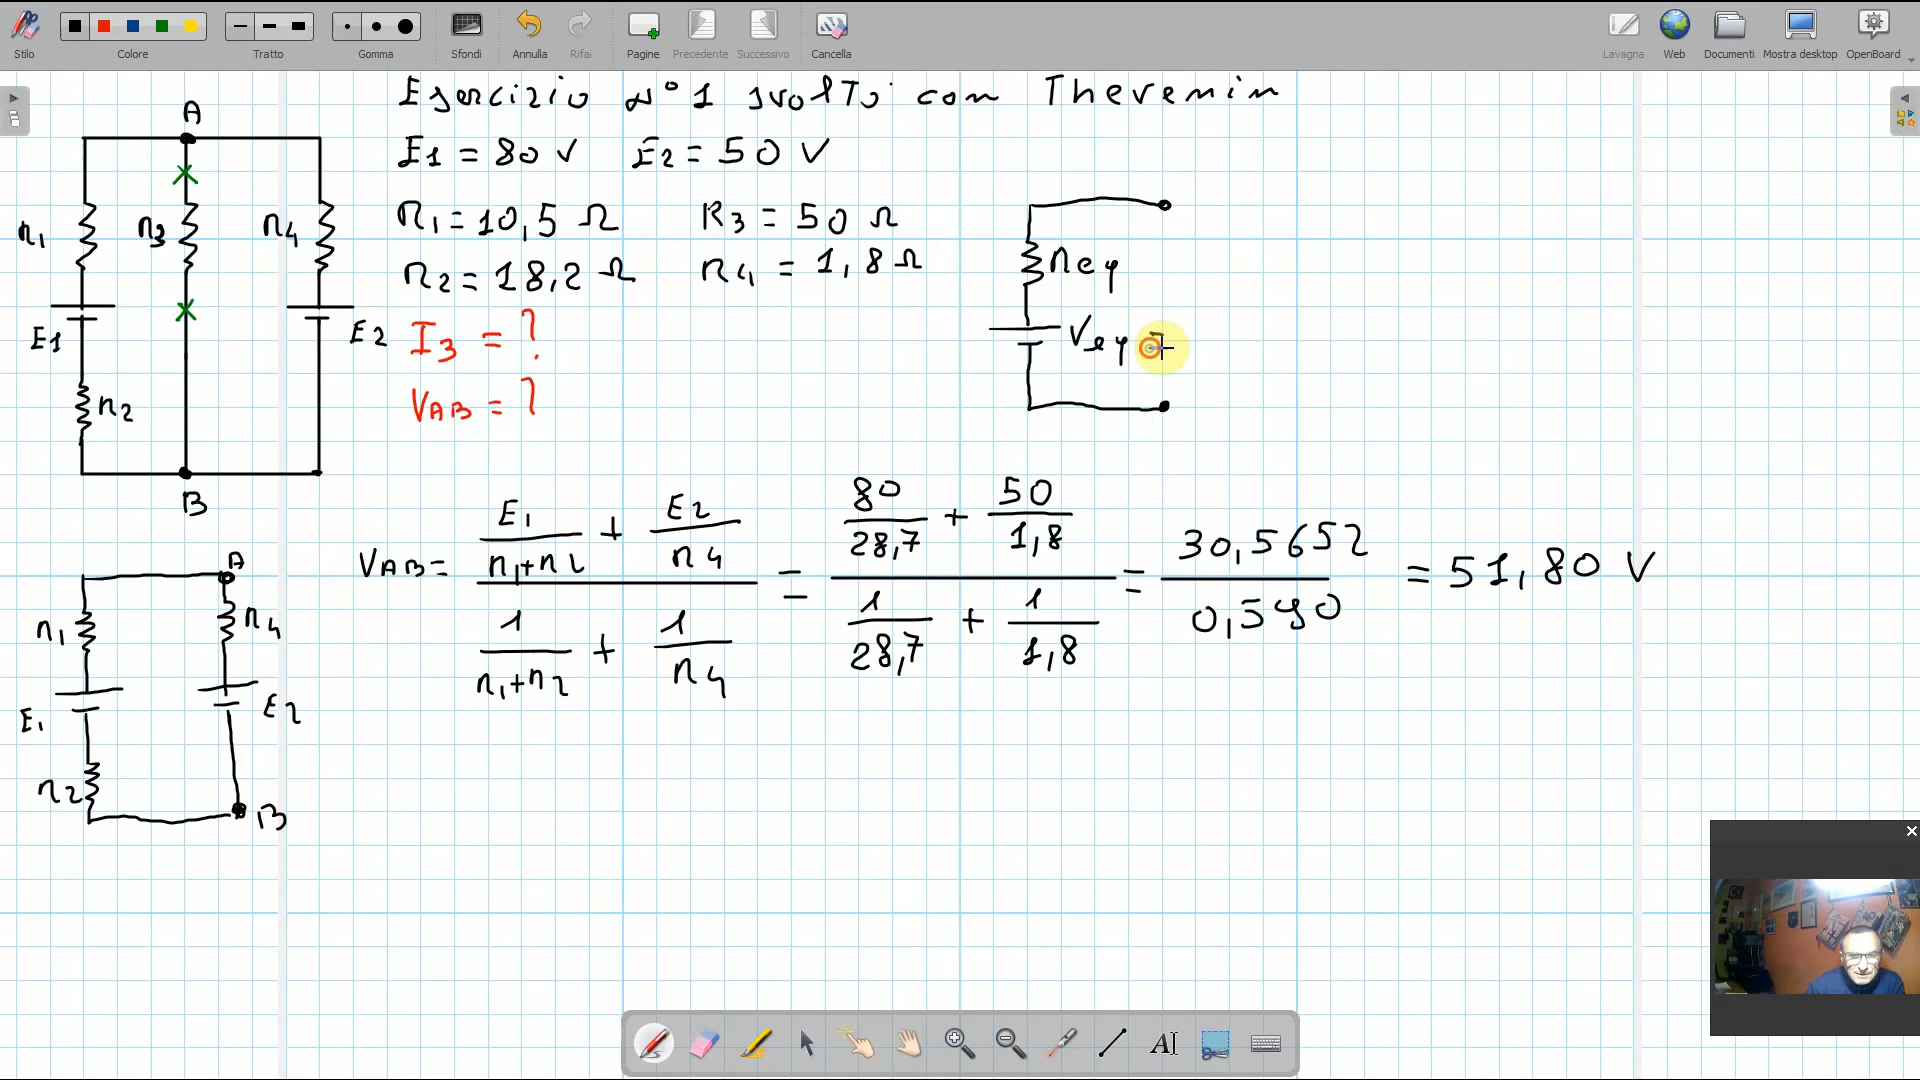 Stilo
Colore
Tratto
Gomma
Sfondi
Annulla
Rifai
Pagine
Precedente
Successivo
Cancella
Lavagna
Web
Documenti
Mostra desktop
OpenBoard
Esercizio N°1 svolto con Thevenin
E1 = 80 V E2 = 50 V
R1 = 10,5 Ω R3 = 50 Ω
R2 = 18,2 Ω R4 = 1,8 Ω
I3 = ?
VAB = ?
A
R1
R3
R4
E1
E2
R2
B
Req
Veq =
VAB = (E1/(R1+R2) + E2/R4) / (1/(R1+R2) + 1/R4) = (80/28,7 + 50/1,8) / (1/28,7 + 1/1,8) = 30,5652/0,590 = 51,80 V
A
R1
R4
E1
E2
R2
B